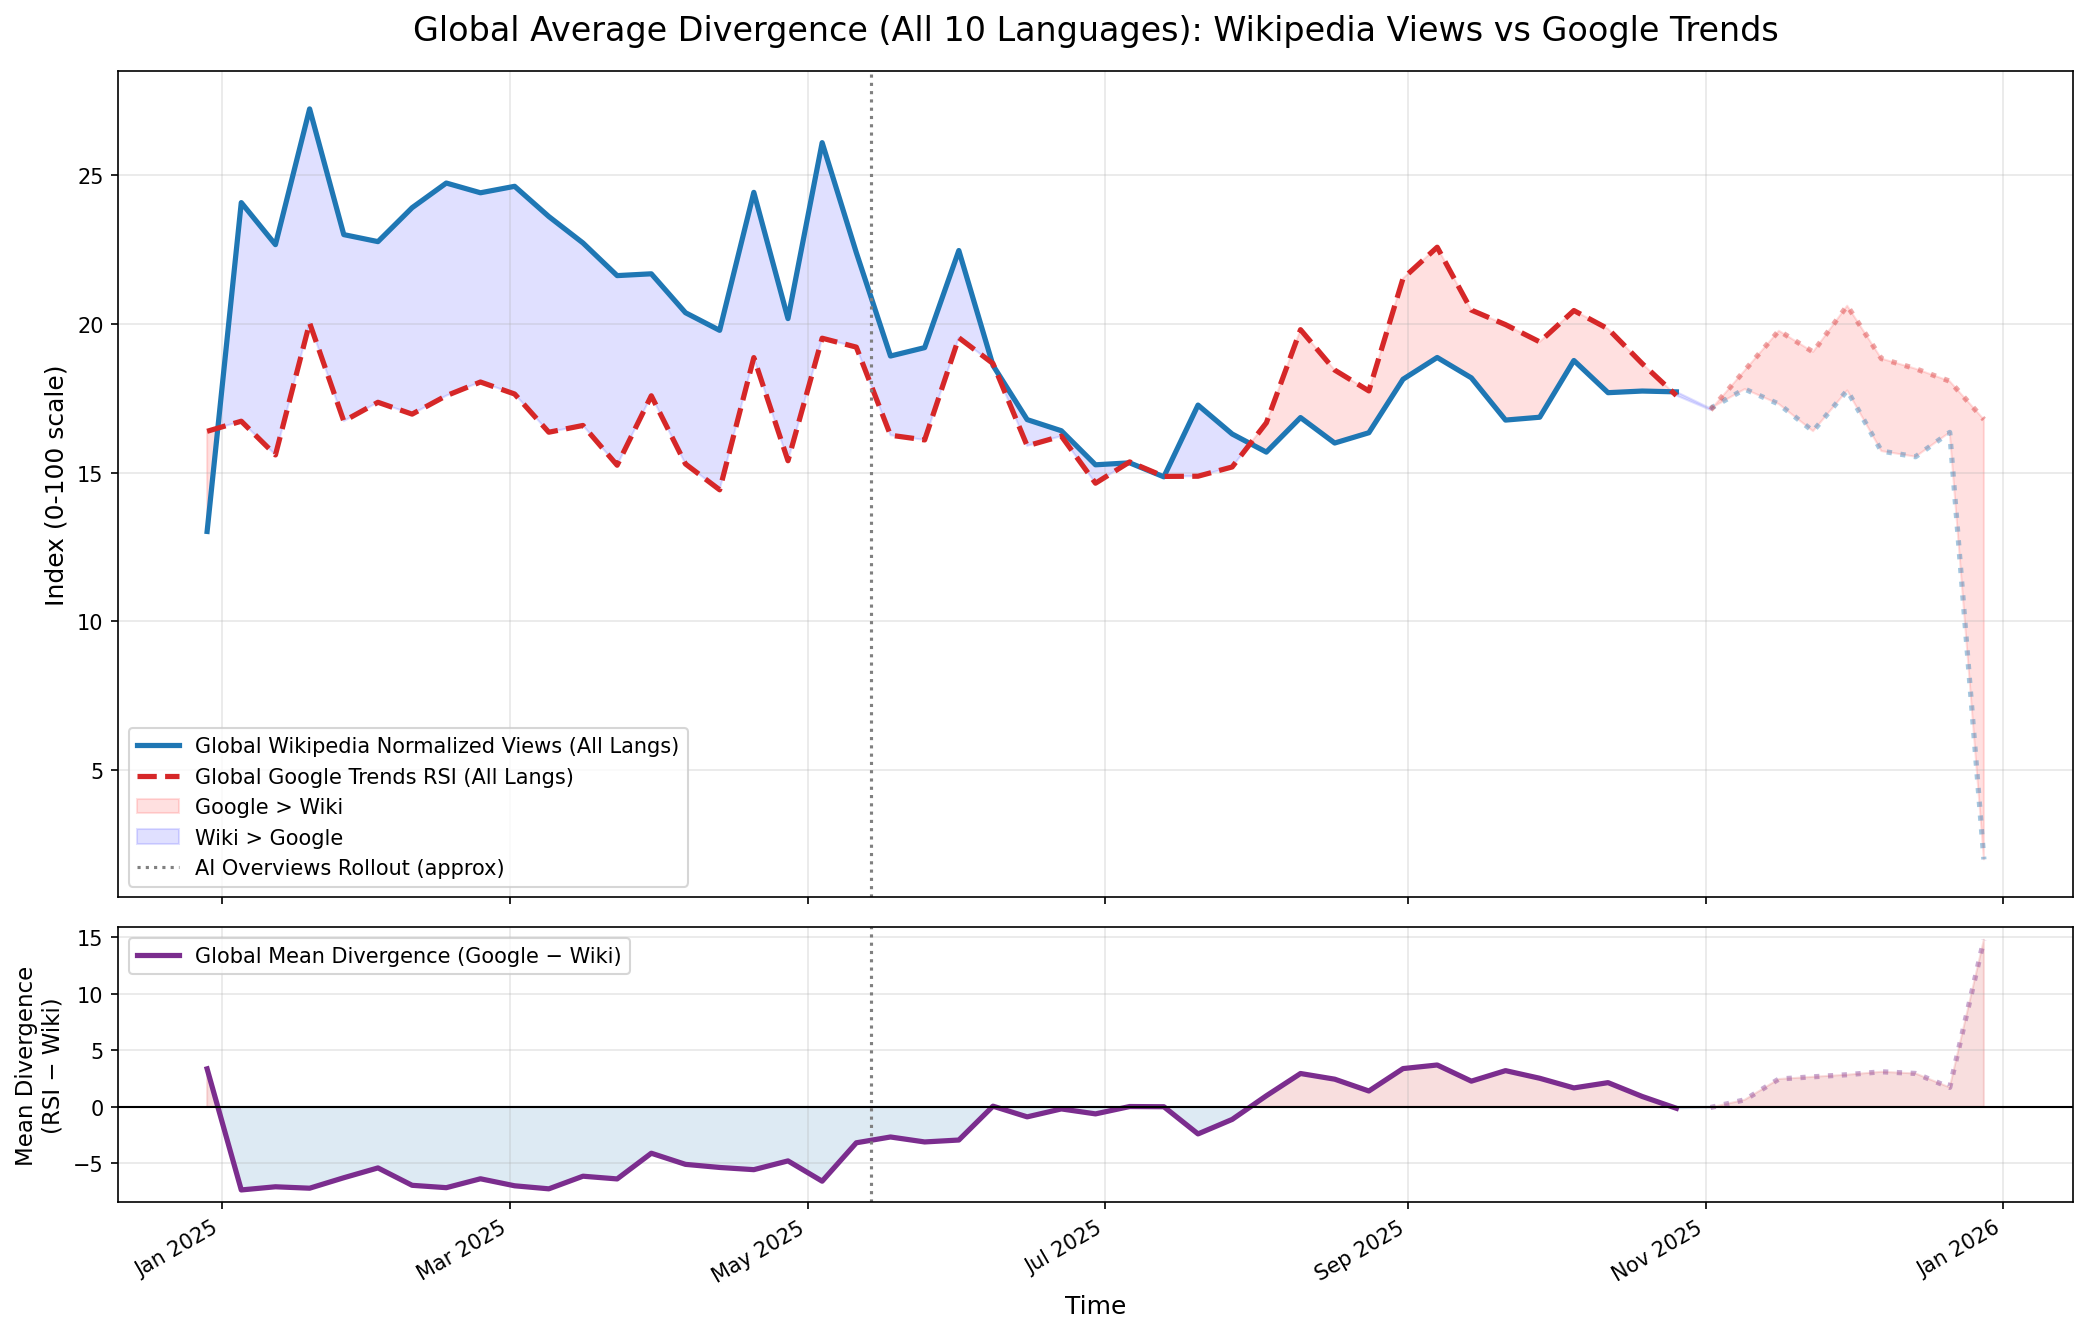 Global Average Divergence (All 10 Languages): Wikipedia Views vs Google Trends
Index (0-100 scale)
25
20
15
10
5
Global Wikipedia Normalized Views (All Langs)
Global Google Trends RSI (All Langs)
Google > Wiki
Wiki > Google
AI Overviews Rollout (approx)
Mean Divergence
(RSI − Wiki)
15
10
5
0
−5
Global Mean Divergence (Google − Wiki)
Jan 2025
Mar 2025
May 2025
Jul 2025
Sep 2025
Nov 2025
Jan 2026
Time